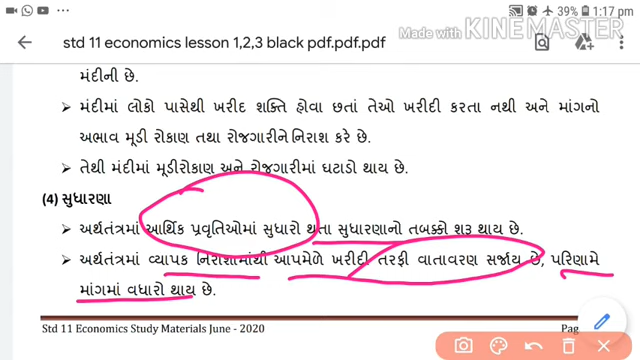 39% 1:17 pm
Made with KINEMASTER
std 11 economics lesson 1,2,3 black pdf.pdf.pdf
મંદીની છે.
➢ મંદીમાં લોકો પાસેથી ખરીદ શક્તિ હોવા છતાં તેઓ ખરીદી કરતા નથી અને માંગનો
અભાવ મૂડી રોકાણ તથા રોજગારીને નિરાશ કરે છે.
➢ તેથી મંદીમાં મૂડીરોકાણ અને રોજગારીમાં ઘટાડો થાય છે.
(4) સુધારણા
➢ અર્થતંત્રમાં આર્થિક પ્રવૃતિઓમાં સુધારો થતા સુધારણાનો તબક્કો શરૂ થાય છે.
➢ અર્થતંત્રમાં વ્યાપક નિરાશામાંથી આપમેળે ખરીદી તરફી વાતાવરણ સર્જાય છે, પરિણામે
માંગમાં વધારો થાય છે.
Std 11 Economics Study Materials June - 2020